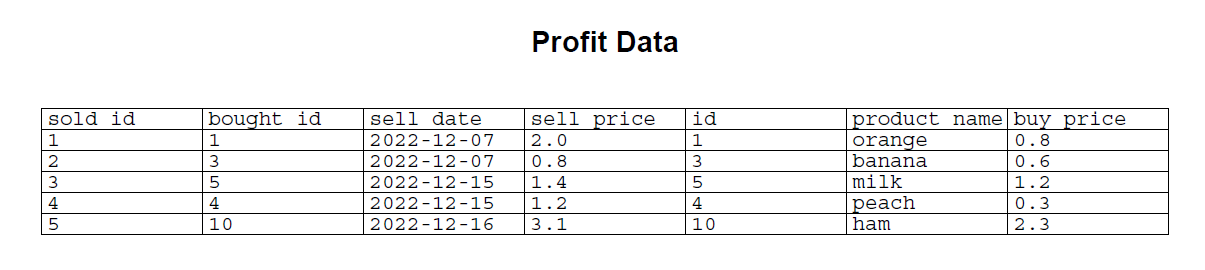 Profit Data
sold id bought id sell date sell price id product name buy price
1 1 2022-12-07 2.0 1 orange 0.8
2 3 2022-12-07 0.8 3 banana 0.6
3 5 2022-12-15 1.4 5 milk 1.2
4 4 2022-12-15 1.2 4 peach 0.3
5 10 2022-12-16 3.1 10 ham 2.3